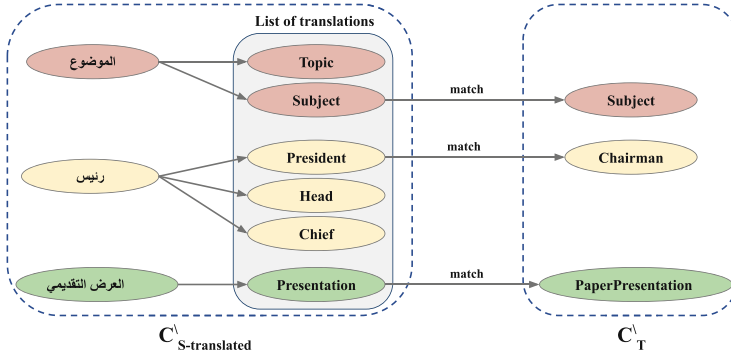 List of translations
الموضوع
Topic
Subject
match
Subject
رئيس
President
match
Chairman
Head
Chief
العرض التقديمي
Presentation
match
PaperPresentation
C\ S-translated
C\ T